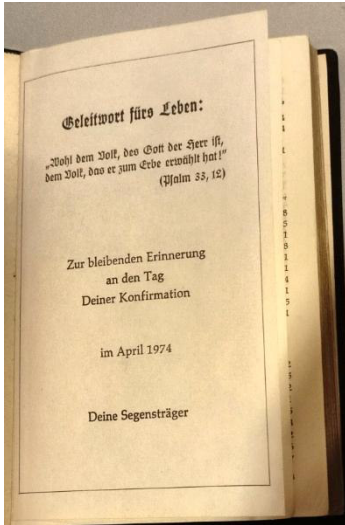 Geleitwort fürs Leben:
„Wohl dem Volk, des Gott der Herr ist,
dem Volk, das er zum Erbe erwählt hat!“
(Psalm 33, 12)
Zur bleibenden Erinnerung
an den Tag
Deiner Konfirmation
im April 1974
Deine Segensträger